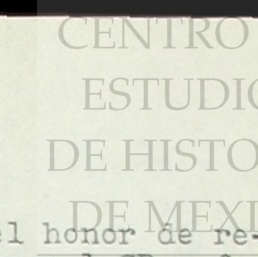 CENTRO
ESTUDIO
DE HISTO
DE MEXI
el honor de re-